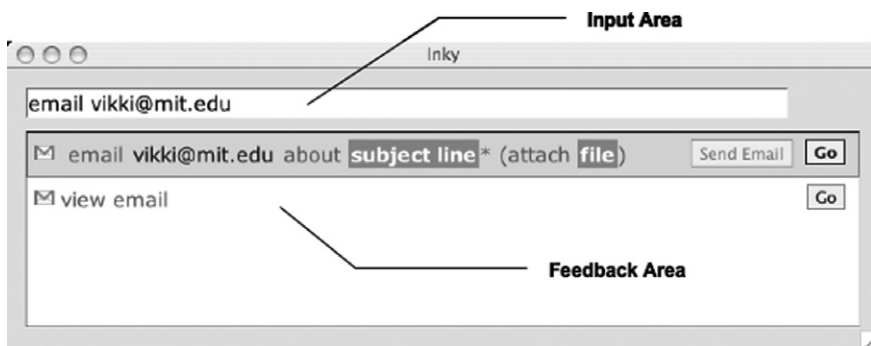 Input Area
Inky
email vikki@mit.edu
email vikki@mit.edu about subject line* (attach file) Send Email Go
view email Go
Feedback Area